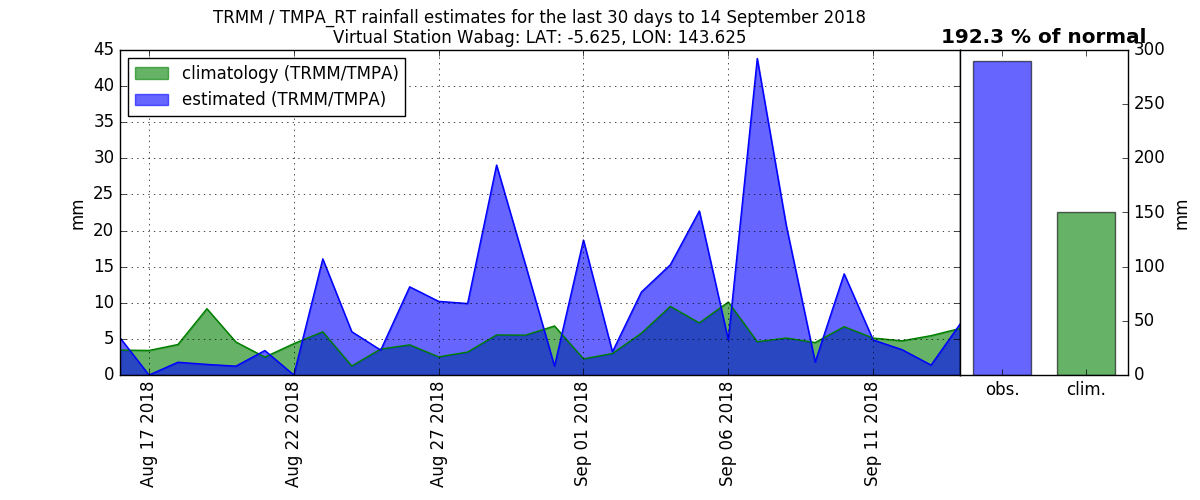 TRMM / TMPA_RT rainfall estimates for the last 30 days to 14 September 2018
Virtual Station Wabag: LAT: -5.625, LON: 143.625
192.3 % of normal
climatology (TRMM/TMPA)
estimated (TRMM/TMPA)
45
40
35
30
25
20
15
10
5
0
mm
Aug 17 2018
Aug 22 2018
Aug 27 2018
Sep 01 2018
Sep 06 2018
Sep 11 2018
300
250
200
150
100
50
0
mm
obs.
clim.